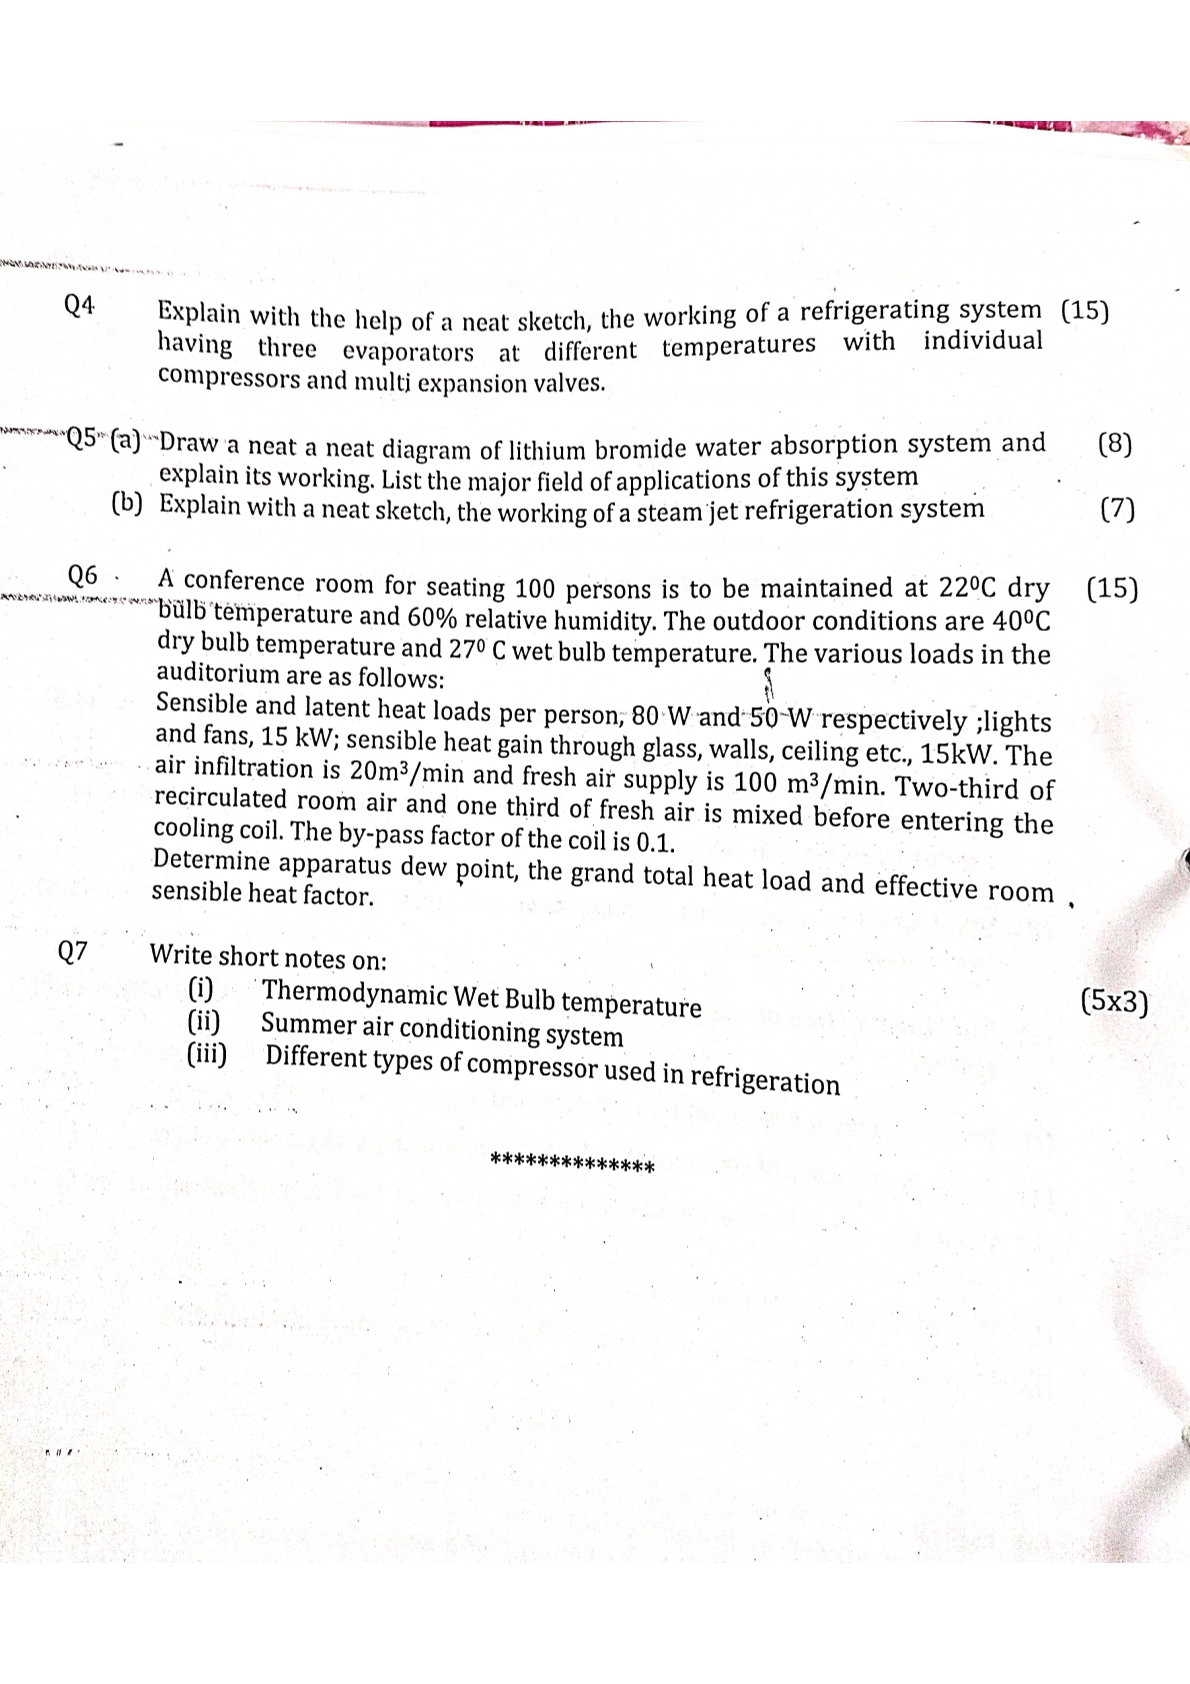 Q4 Explain with the help of a neat sketch, the working of a refrigerating system (15)
having three evaporators at different temperatures with individual
compressors and multi expansion valves.
Q5 (a) Draw a neat a neat diagram of lithium bromide water absorption system and (8)
explain its working. List the major field of applications of this system
(b) Explain with a neat sketch, the working of a steam jet refrigeration system (7)
Q6 A conference room for seating 100 persons is to be maintained at 22⁰C dry (15)
bulb temperature and 60% relative humidity. The outdoor conditions are 40⁰C
dry bulb temperature and 27⁰ C wet bulb temperature. The various loads in the
auditorium are as follows:
Sensible and latent heat loads per person, 80 W and 50 W respectively ;lights
and fans, 15 kW; sensible heat gain through glass, walls, ceiling etc., 15kW. The
air infiltration is 20m³/min and fresh air supply is 100 m³/min. Two-third of
recirculated room air and one third of fresh air is mixed before entering the
cooling coil. The by-pass factor of the coil is 0.1.
Determine apparatus dew point, the grand total heat load and effective room
sensible heat factor.
Q7 Write short notes on:
(i) Thermodynamic Wet Bulb temperature (5x3)
(ii) Summer air conditioning system
(iii) Different types of compressor used in refrigeration
**************